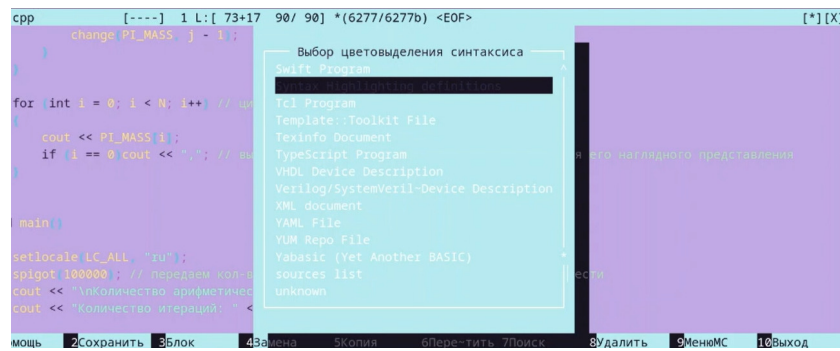 cpp [----] 1 L:[ 73+17 90/ 90] *(6277/6277b) <EOF> [*][X]
change(PI_MASS, j - 1);
}
}
for (int i = 0; i < N; i++) // ци
{
cout << PI_MASS[i];
if (i == 0)cout << "."; // вы я его наглядного представления
}
main()
setlocale(LC_ALL, "ru");
spigot(100000); // передаем кол-в ести
cout << "\nКоличество арифметичес
cout << "Количество итераций: " <
Выбор цветовыделения синтаксиса
Swift Program
Syntax Highlighting definitions
Tcl Program
Template::Toolkit File
Texinfo Document
TypeScript Program
VHDL Device Description
Verilog/SystemVeril~Device Description
XML document
YAML File
YUM Repo File
Yabasic (Yet Another BASIC)
sources list
unknown
мощь 2Сохранить 3Блок 4Замена 5Копия 6Пере~тить 7Поиск 8Удалить 9МенюMC 10Выход